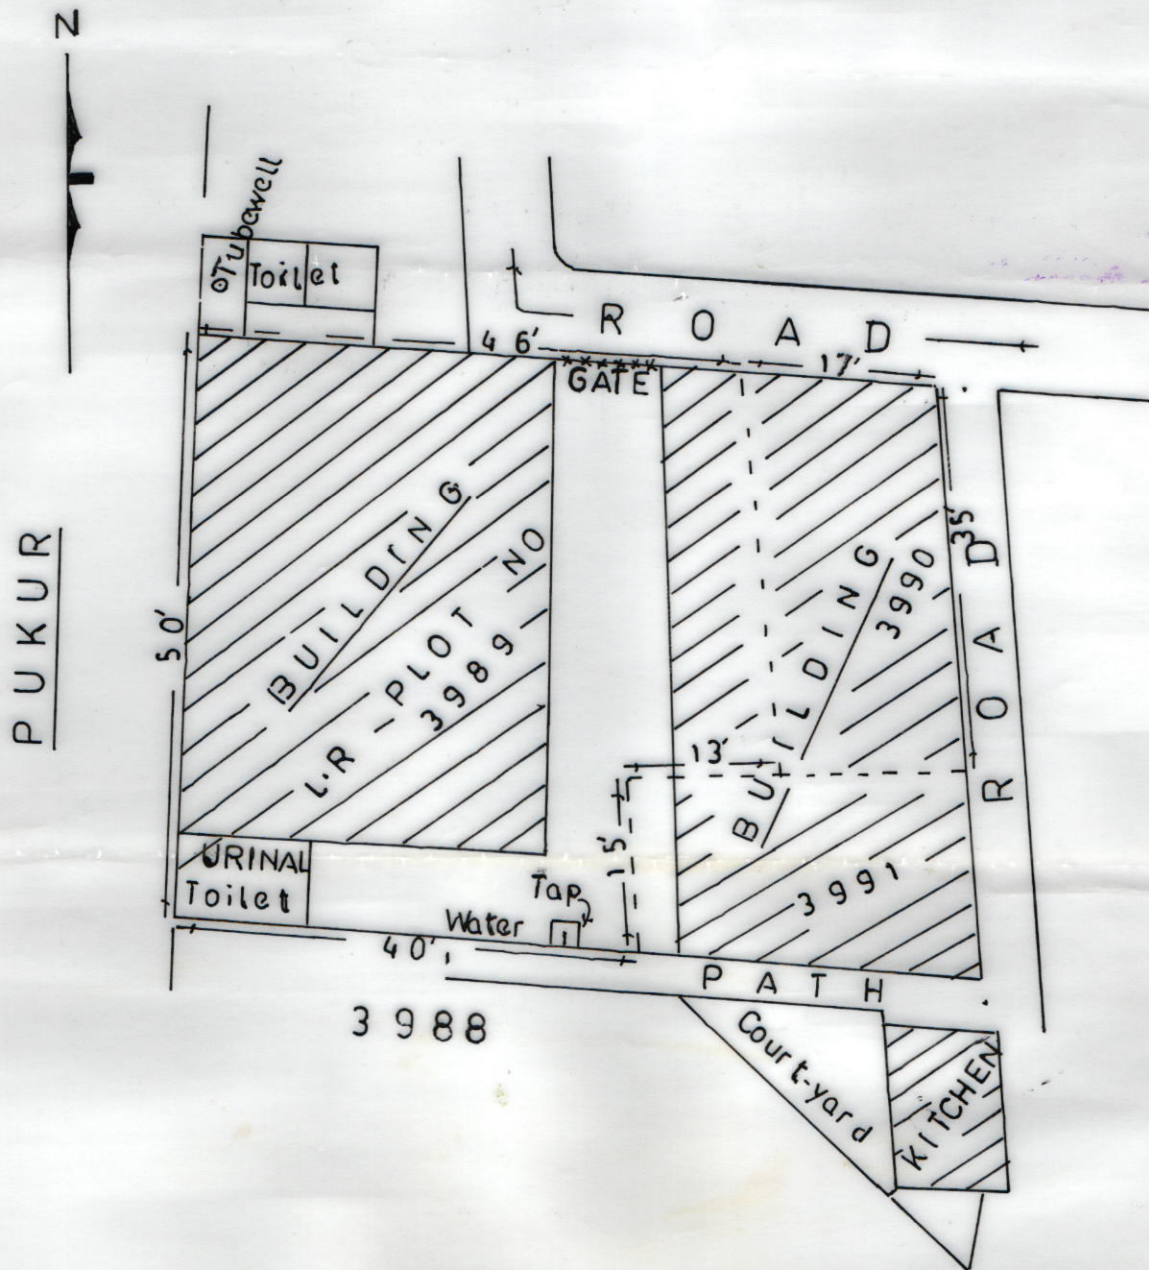 N
Tubewell
Toilet
ROAD
46'
17'
GATE
PUKUR
50'
BUILDING
L.R PLOT NO
3989
BUILDING
3990
35'
ROAD
13'
15'
3991
URINAL
Toilet
Tap
Water
40'
PATH
3988
Court-yard
KITCHEN